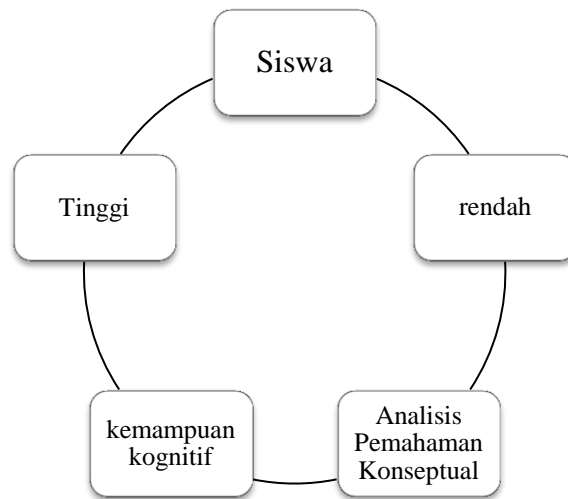 Siswa
Tinggi
rendah
kemampuan
kognitif
Analisis
Pemahaman
Konseptual